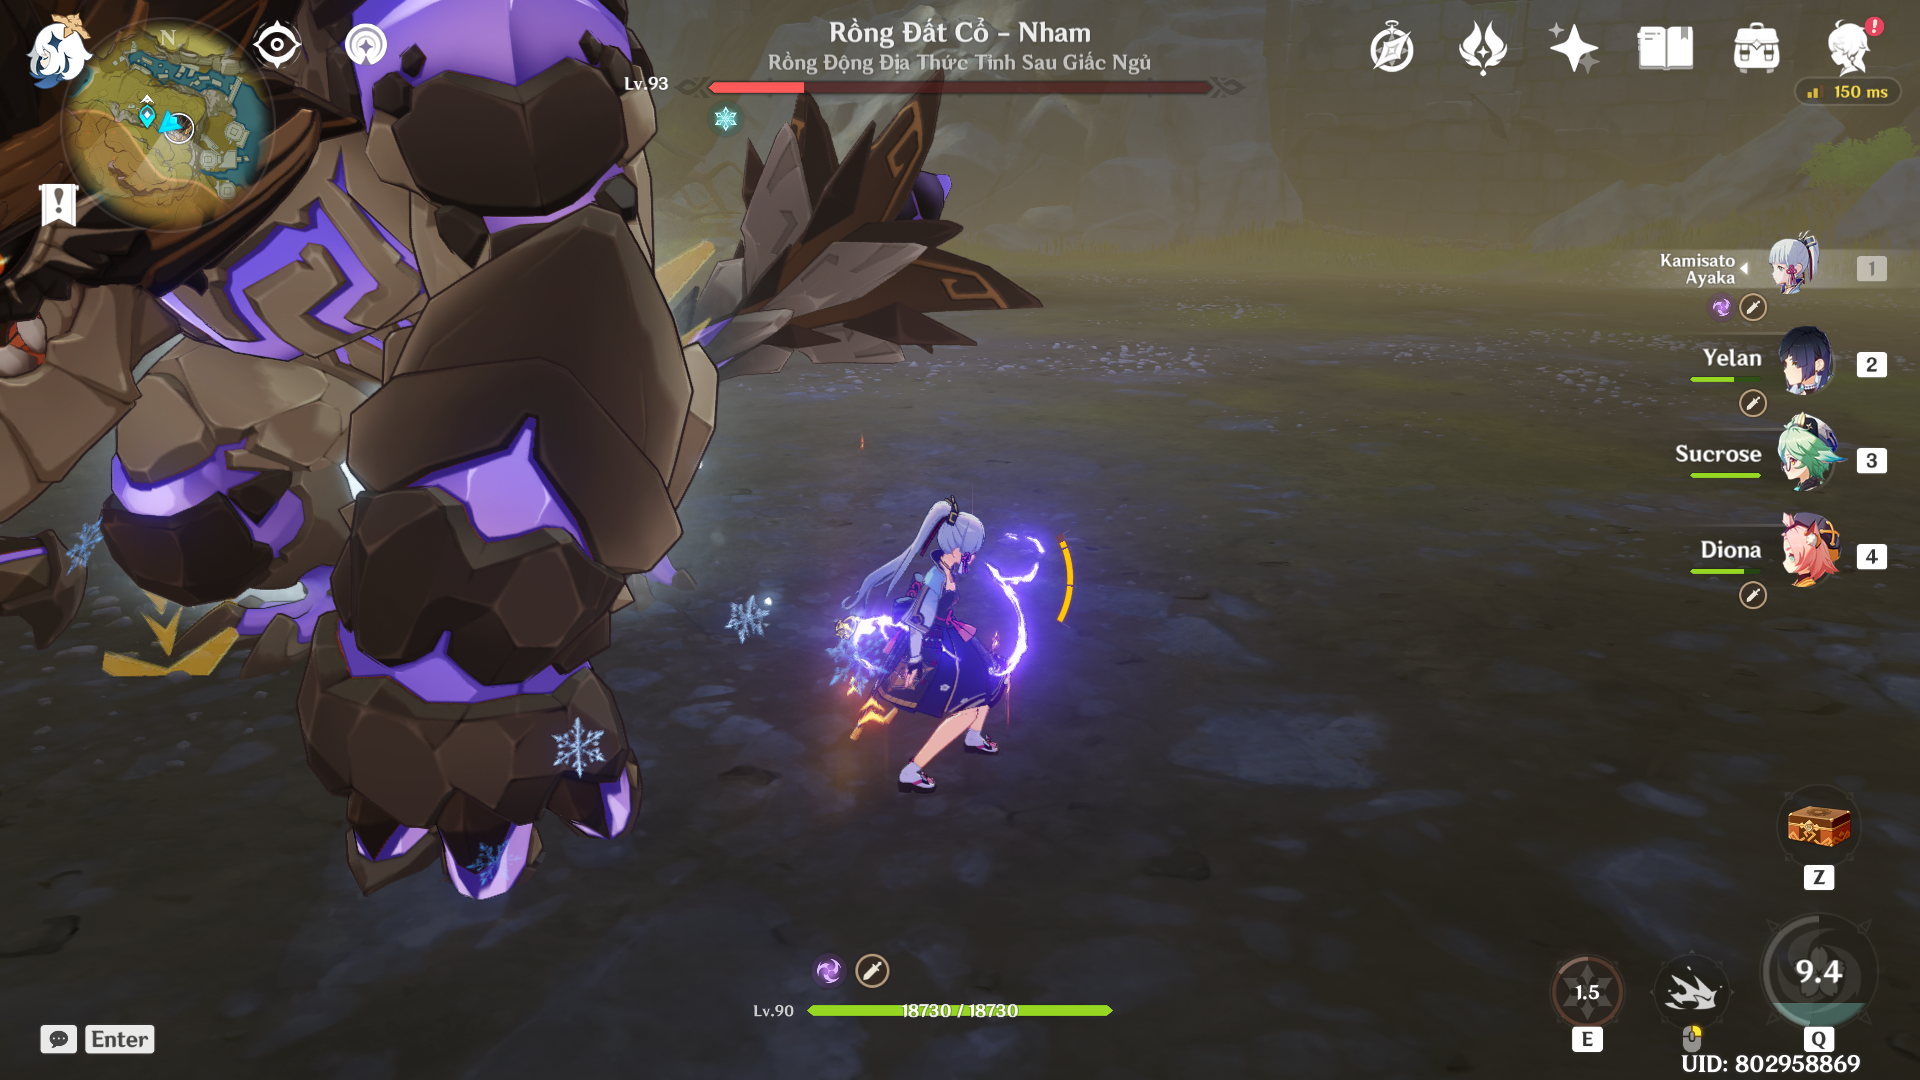 N
Rồng Đất Cổ - Nham
Rồng Động Địa Thức Tỉnh Sau Giấc Ngủ
Lv.93
150 ms
Kamisato
Ayaka
1
Yelan
2
Sucrose
3
Diona
4
Z
1.5
9.4
E
Q
Lv.90
18730 / 18730
Enter
UID: 802958869